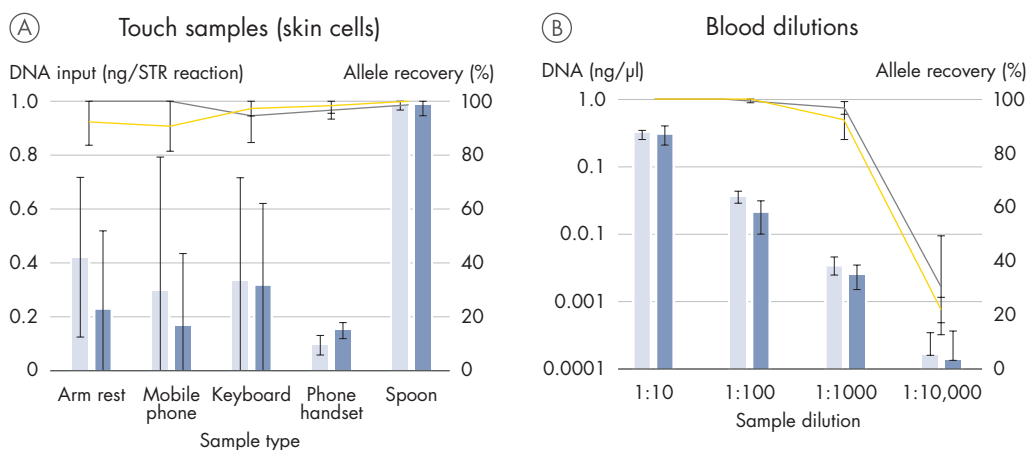 A
Touch samples (skin cells)
DNA input (ng/STR reaction)
Allele recovery (%)
1.0
0.8
0.6
0.4
0.2
0
100
80
60
40
20
0
Arm rest
Mobile
phone
Keyboard
Phone
handset
Spoon
Sample type
B
Blood dilutions
DNA (ng/µl)
Allele recovery (%)
1.0
0.1
0.01
0.001
0.0001
100
80
60
40
20
0
1:10
1:100
1:1000
1:10,000
Sample dilution